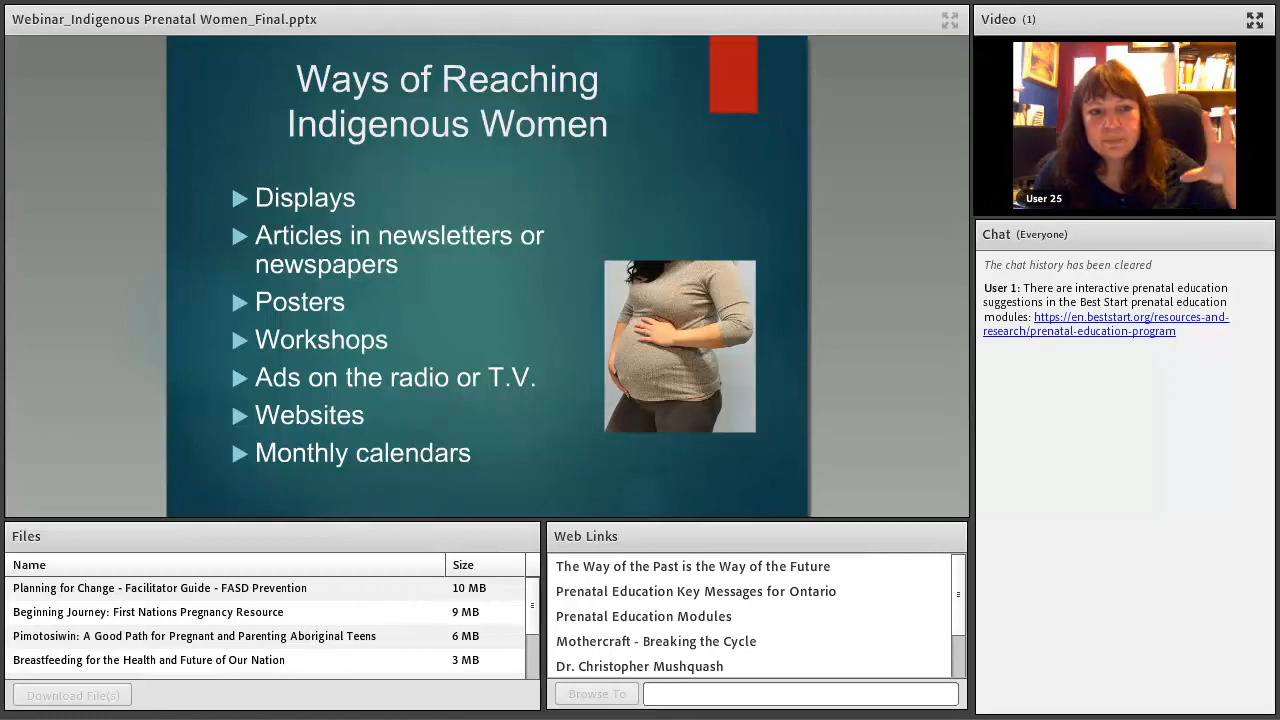 Webinar_Indigenous Prenatal Women_Final.pptx
Ways of Reaching
Indigenous Women
Displays
Articles in newsletters or
newspapers
Posters
Workshops
Ads on the radio or T.V.
Websites
Monthly calendars
Video (1)
User 25
Chat (Everyone)
The chat history has been cleared
User 1: There are interactive prenatal education
suggestions in the Best Start prenatal education
modules: https://en.beststart.org/resources-and-
research/prenatal-education-program
Files
Name Size
Planning for Change - Facilitator Guide - FASD Prevention 10 MB
Beginning Journey: First Nations Pregnancy Resource 9 MB
Pimotosiwin: A Good Path for Pregnant and Parenting Aboriginal Teens 6 MB
Breastfeeding for the Health and Future of Our Nation 3 MB
Download File(s)
Web Links
The Way of the Past is the Way of the Future
Prenatal Education Key Messages for Ontario
Prenatal Education Modules
Mothercraft - Breaking the Cycle
Dr. Christopher Mushquash
Browse To